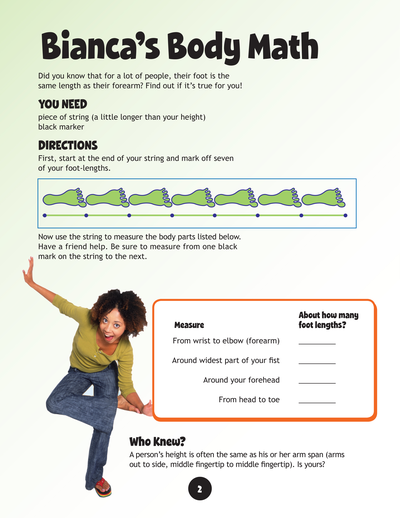 Bianca's Body Math
Did you know that for a lot of people, their foot is the
same length as their forearm? Find out if it's true for you!
YOU NEED
piece of string (a little longer than your height)
black marker
DIRECTIONS
First, start at the end of your string and mark off seven
of your foot-lengths.
Now use the string to measure the body parts listed below.
Have a friend help. Be sure to measure from one black
mark on the string to the next.
Measure
About how many
foot lengths?
From wrist to elbow (forearm) __________
Around widest part of your fist __________
Around your forehead __________
From head to toe __________
Who Knew?
A person's height is often the same as his or her arm span (arms
out to side, middle fingertip to middle fingertip). Is yours?
2